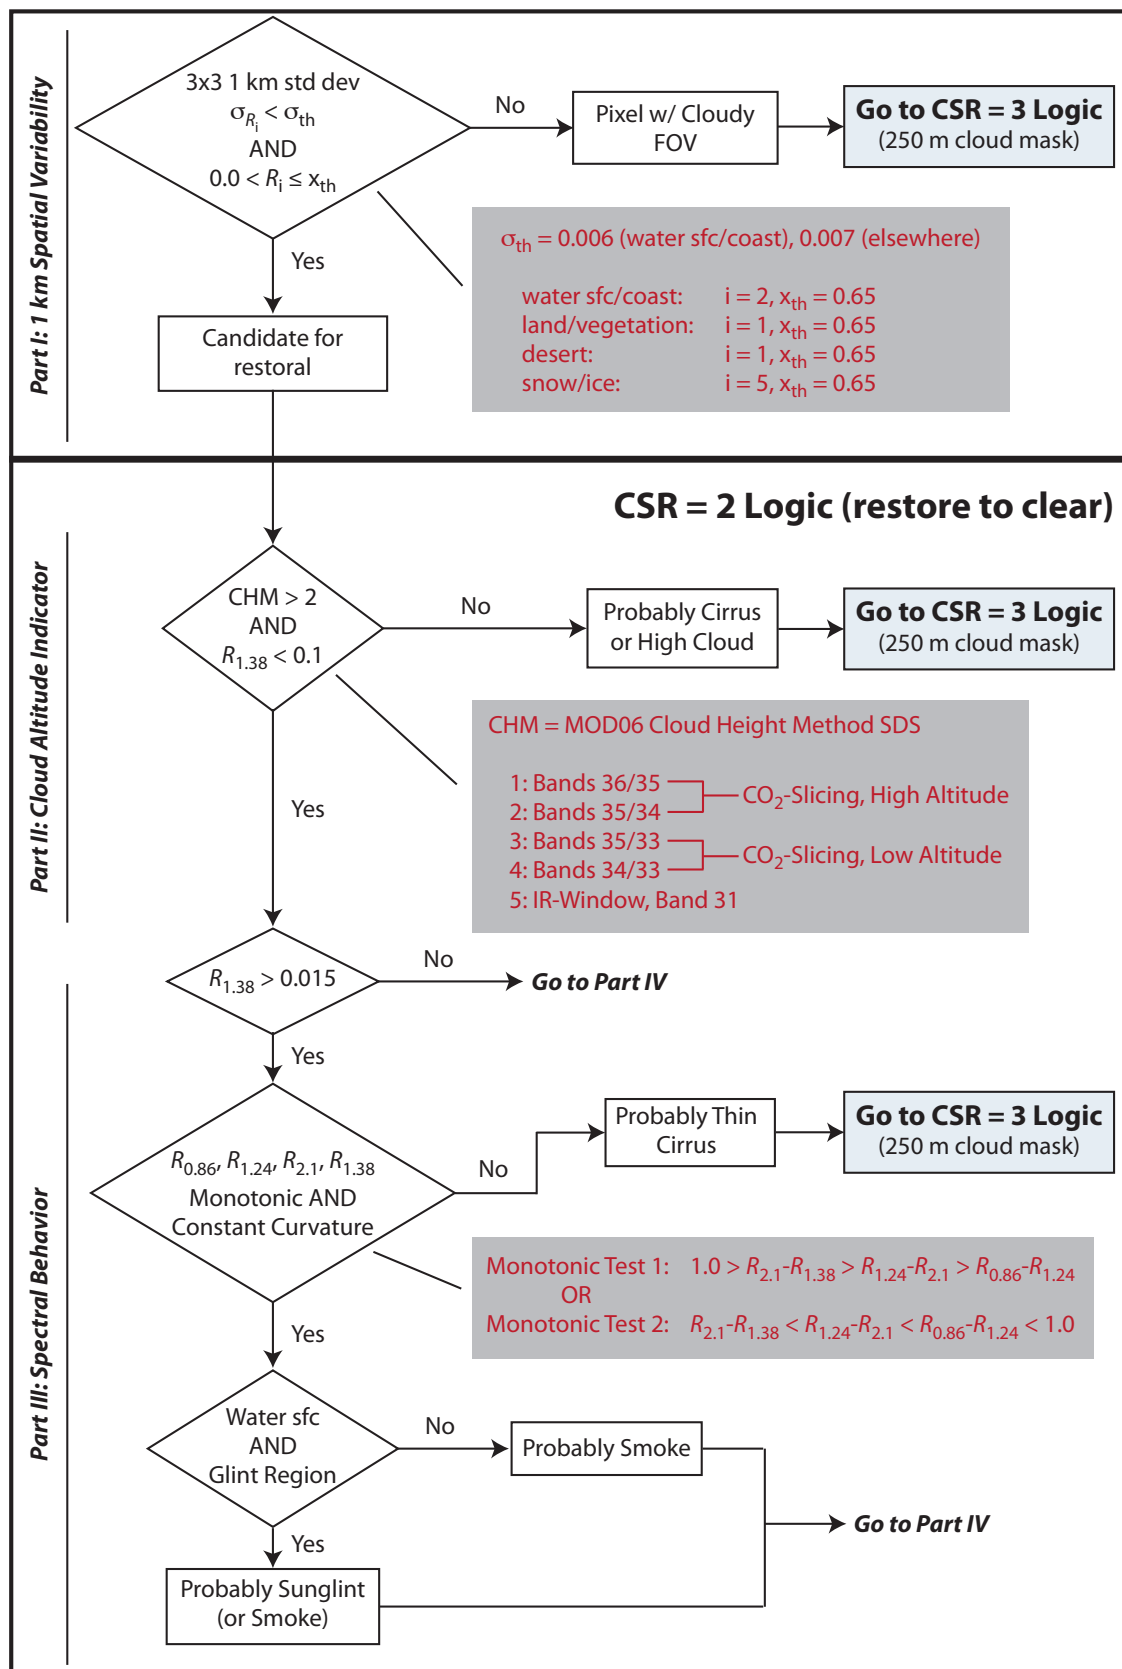 Part I: 1 km Spatial Variability
3x3 1 km std dev
σRi < σth
AND
0.0 < Ri ≤ xth
No
Pixel w/ Cloudy
FOV
Go to CSR = 3 Logic
(250 m cloud mask)
Yes
Candidate for
restoral
σth = 0.006 (water sfc/coast), 0.007 (elsewhere)
water sfc/coast: i = 2, xth = 0.65
land/vegetation: i = 1, xth = 0.65
desert: i = 1, xth = 0.65
snow/ice: i = 5, xth = 0.65
CSR = 2 Logic (restore to clear)
Part II: Cloud Altitude Indicator
CHM > 2
AND
R1.38 < 0.1
No
Probably Cirrus
or High Cloud
Go to CSR = 3 Logic
(250 m cloud mask)
Yes
CHM = MOD06 Cloud Height Method SDS
1: Bands 36/35
2: Bands 35/34
CO2-Slicing, High Altitude
3: Bands 35/33
4: Bands 34/33
CO2-Slicing, Low Altitude
5: IR-Window, Band 31
Part III: Spectral Behavior
R1.38 > 0.015
No
Go to Part IV
Yes
R0.86, R1.24, R2.1, R1.38
Monotonic AND
Constant Curvature
No
Probably Thin
Cirrus
Go to CSR = 3 Logic
(250 m cloud mask)
Monotonic Test 1: 1.0 > R2.1-R1.38 > R1.24-R2.1 > R0.86-R1.24
OR
Monotonic Test 2: R2.1-R1.38 < R1.24-R2.1 < R0.86-R1.24 < 1.0
Yes
Water sfc
AND
Glint Region
No
Probably Smoke
Go to Part IV
Yes
Probably Sunglint
(or Smoke)